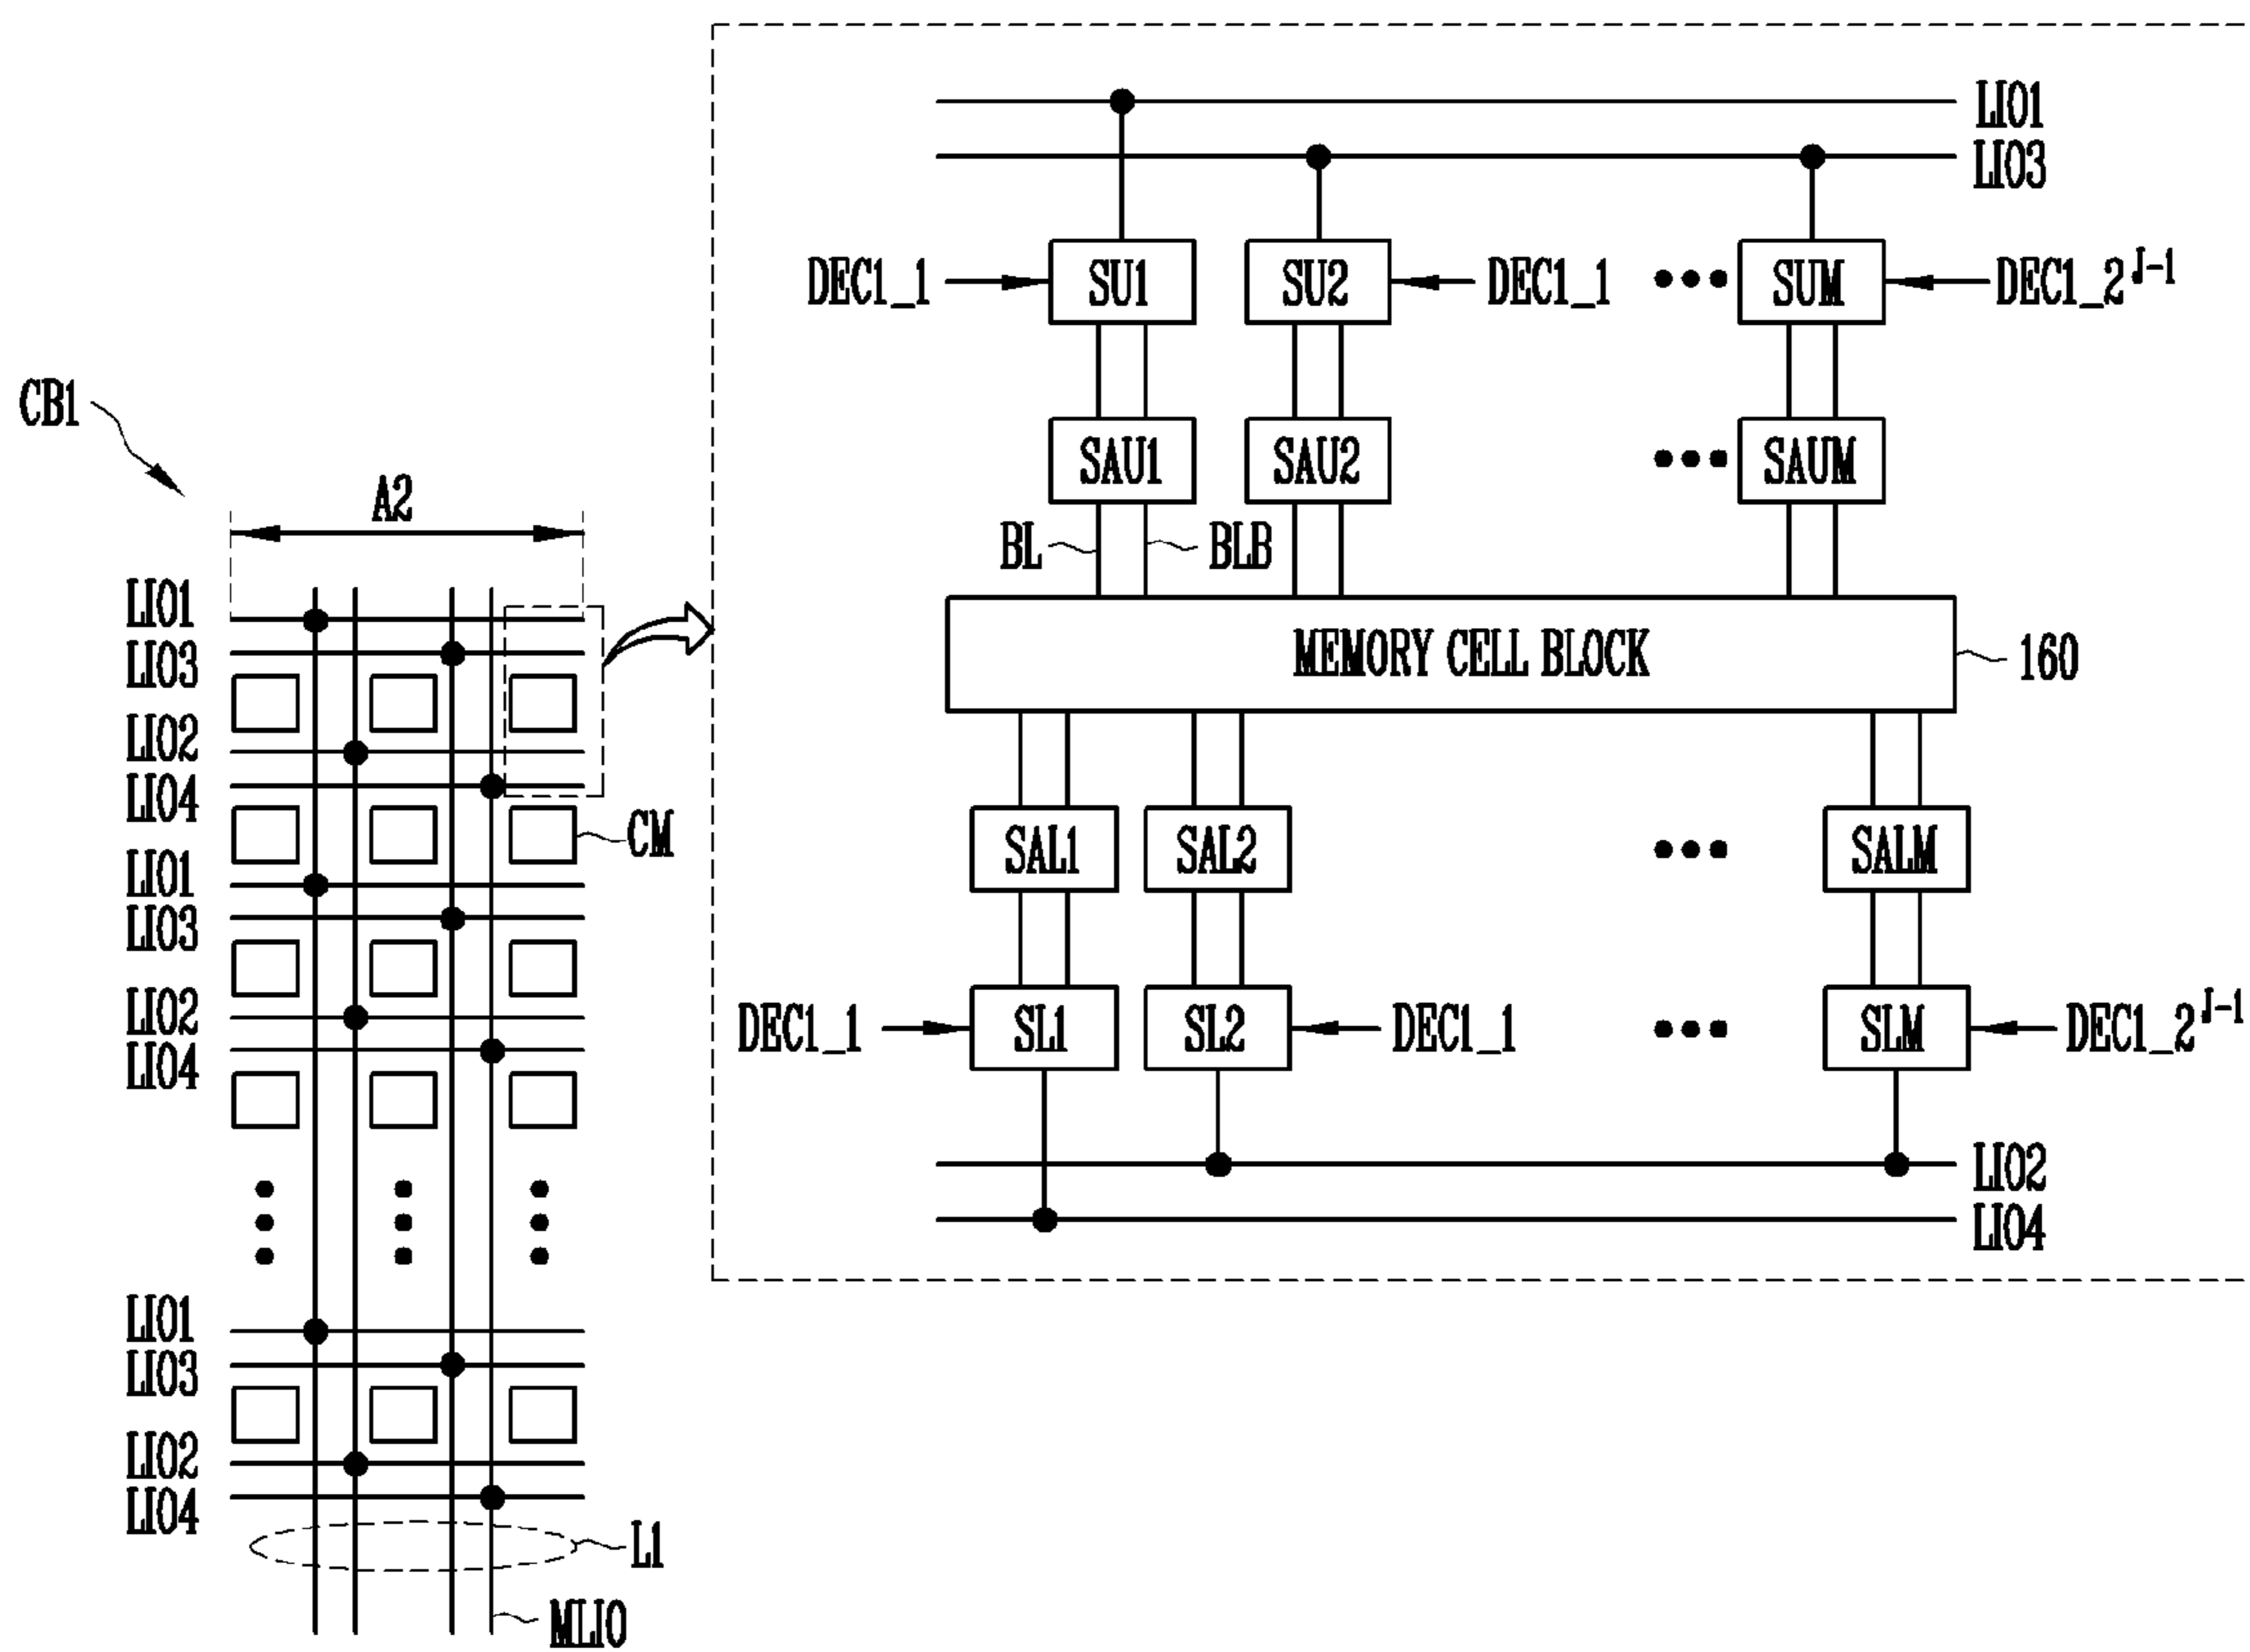 CB1
A2
LIO1
LIO3
LIO2
LIO4
CM
LIO1
LIO3
LIO2
LIO4
LIO1
LIO3
LIO2
LIO4
L1
MLIO
LIO1
LIO3
DEC1_1 SU1 SU2 DEC1_1 ••• SUM DEC1_2^J-1
SAU1 SAU2 ••• SAUM
BL BLB
MEMORY CELL BLOCK 160
SAL1 SAL2 ••• SALM
DEC1_1 SL1 SL2 DEC1_1 ••• SLM DEC1_2^J-1
LIO2
LIO4